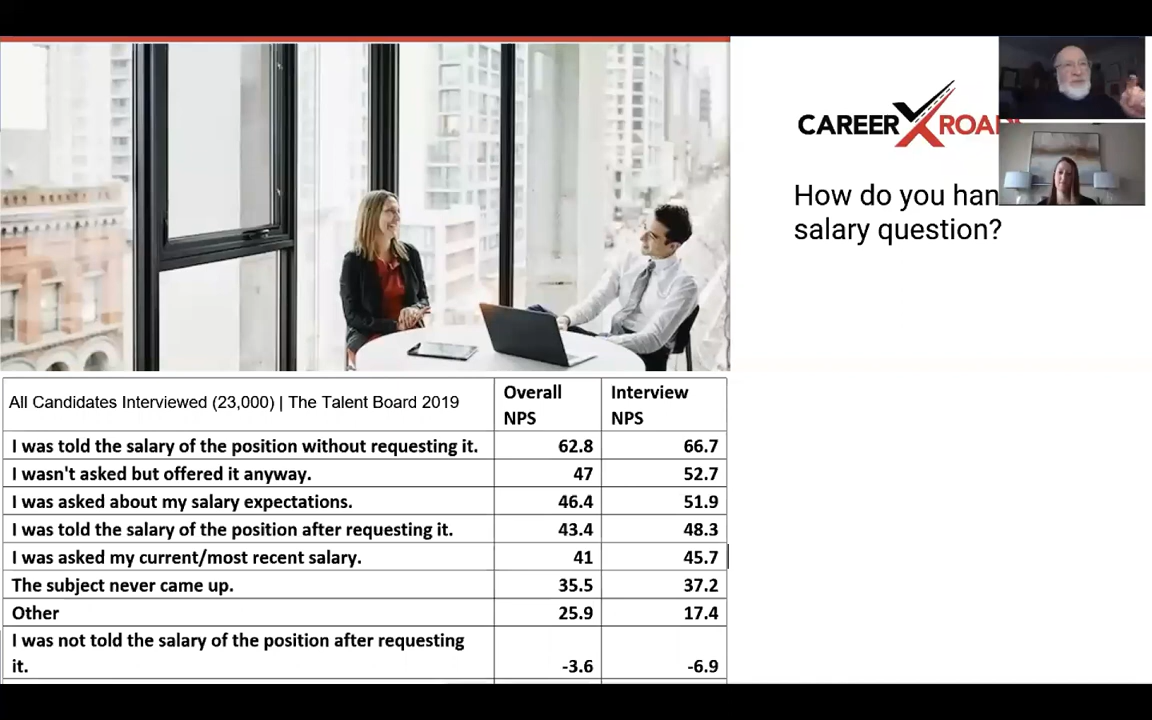 CAREER ROA
How do you han
salary question?
All Candidates Interviewed (23,000) | The Talent Board 2019
Overall NPS
Interview NPS
I was told the salary of the position without requesting it. 62.8 66.7
I wasn't asked but offered it anyway. 47 52.7
I was asked about my salary expectations. 46.4 51.9
I was told the salary of the position after requesting it. 43.4 48.3
I was asked my current/most recent salary. 41 45.7
The subject never came up. 35.5 37.2
Other 25.9 17.4
I was not told the salary of the position after requesting
it. -3.6 -6.9